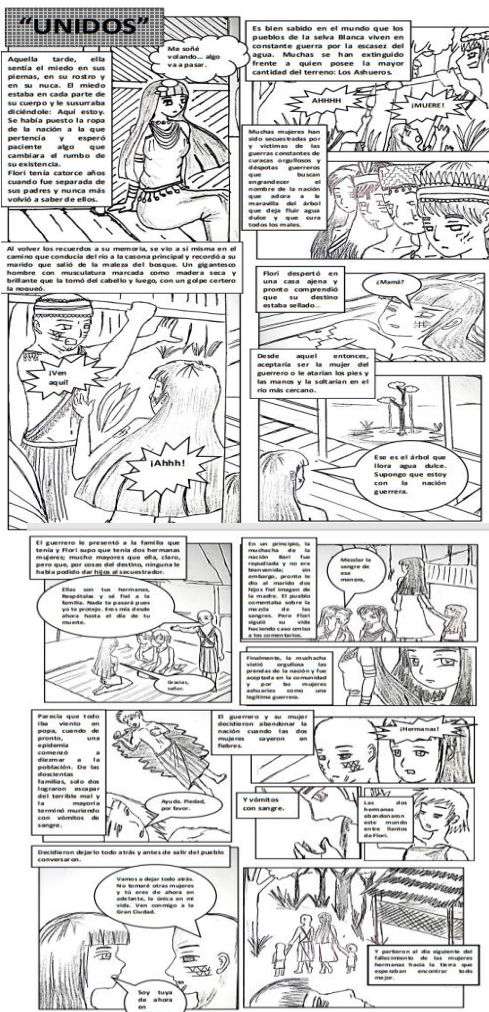 “UNIDOS”
Aquella tarde, ella
sentía el miedo en sus
piernas, en su rostro y
en su nuca. El miedo
estaba en cada parte de
su cuerpo y le susurraba
diciéndole: Aquí estoy.
Se había puesto la ropa
de la nación a la que
pertencía y esperó
paciente algo que
cambiara el rumbo de
su existencia.
Flori tenía catorce años
cuando fue separada de
sus padres y nunca más
volvió a saber de ellos.
Me soñé
volando... algo
va a pasar.
Es bien sabido en el mundo que los
pueblos de la selva Blanca viven en
constante guerra por la escasez del
agua. Muchas se han extinguido
frente a quien posee la mayor
cantidad del terreno: Los Ashueros.
AHHHH
¡MUERE!
Muchas mujeres han
sido secuestradas por
y víctimas de las
guerras constantes de
curacas orgullosos y
déspotas guerreros
que buscan
engrandecer el
nombre de la nación
que adora a la
maravilla del árbol
que deja fluir agua
dulce y que cura
todos los males.
Al volver los recuerdos a su memoria, se vio a sí misma en el
camino que conducía del río a la casona principal y recordó a su
marido que salió de la maleza del bosque. Un gigantesco
hombre con musculatura marcada como madera seca y
brillante que la tomó del cabello y luego, con un golpe certero
la noqueó.
¡Ven
aquí!
¡Ahhh!
Flori despertó en
una casa ajena y
pronto comprendió
que su destino
estaba sellado...
¿Mamá?
Desde aquel entonces,
aceptaría ser la mujer del
guerrero o le atarían los pies y
las manos y la soltarían en el
río más cercano.
Ese es el árbol que
llora agua dulce.
Supongo que estoy
con la nación
guerrera.
El guerrero le presentó a la familia que
tenía y Flori supo que tenía dos hermanas
mujeres; mucho mayores que ella, claro,
pero que, por cosas del destino, ninguna le
había podido dar hijos al secuestrador.
Ellas son tus hermanas,
Respétalas y sé fiel a la
familia. Nada te pasará pues
yo te protejo. Eres mía desde
ahora hasta el día de tu
muerte.
Gracias,
señor.
En un principio, la
muchacha de la
nación Bari fue
repudiada y no era
bienvenida; sin
embargo, pronto le
dio al marido dos
hijos fiel imagen de
la madre. El pueblo
comentaba sobre la
mezcla de las
sangres. Pero Flori
siguió su vida
haciendo caso omiso
a los comentarios.
Mezclar la
sangre de
esa
manera.
Finalmente, la muchacha
vistió orgullosa las
prendas de la nación y fue
aceptada en la comunidad
y por las mujeres
ashuaries como una
legítima guerrera.
Parecía que todo
iba viento en
popa, cuando de
pronto, una
epidemia
comenzó a
diezmar a la
población. De las
doscientas
familias, solo dos
lograron escapar
del terrible mal y
la mayoría
terminó muriendo
con vómitos de
sangre.
Ayuda. Piedad,
por favor.
El guerrero y su mujer
decidieron abandonar la
nación cuando las dos
mujeres cayeron en
fiebres.
¡Hermanas!
Y vómitos
con sangre.
Las dos
hermanas
abandonaron
este mundo
entre llantos
de Flori.
Decidieron dejarlo todo atrás y antes de salir del pueblo
conversaron.
Vamos a dejar todo atrás.
No tomaré otras mujeres
y tú eres de ahora en
adelante, la única en mi
vida. Ven conmigo a la
Gran Ciudad.
Soy tuya
de ahora
en
Y partieron al día siguiente del
fallecimiento de las mujeres
hermanas hacia la tierra que
esperaban encontrar todo
mejor.